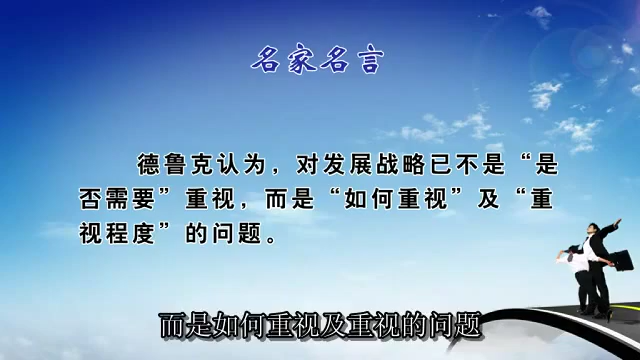 名家名言
德鲁克认为，对发展战略已不是“是
否需要”重视，而是“如何重视”及“重
视程度”的问题。
而是如何重视及重视的问题